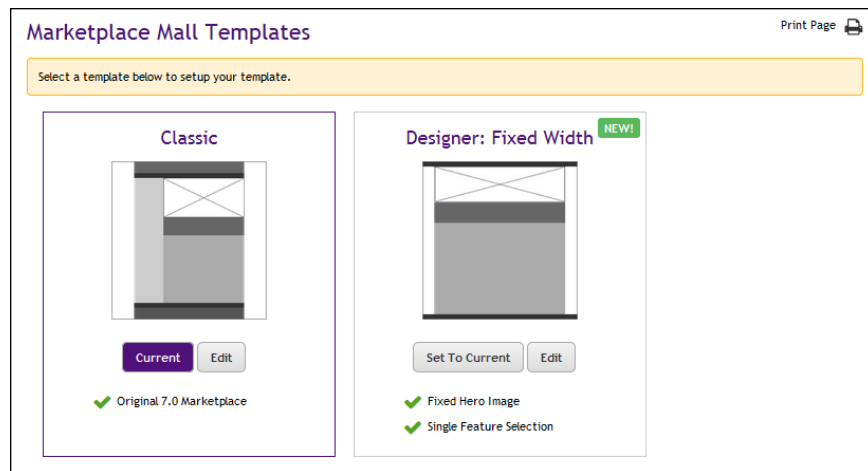 Marketplace Mall Templates
Print Page
Select a template below to setup your template.
Classic
Current
Edit
Original 7.0 Marketplace
Designer: Fixed Width
NEW!
Set To Current
Edit
Fixed Hero Image
Single Feature Selection